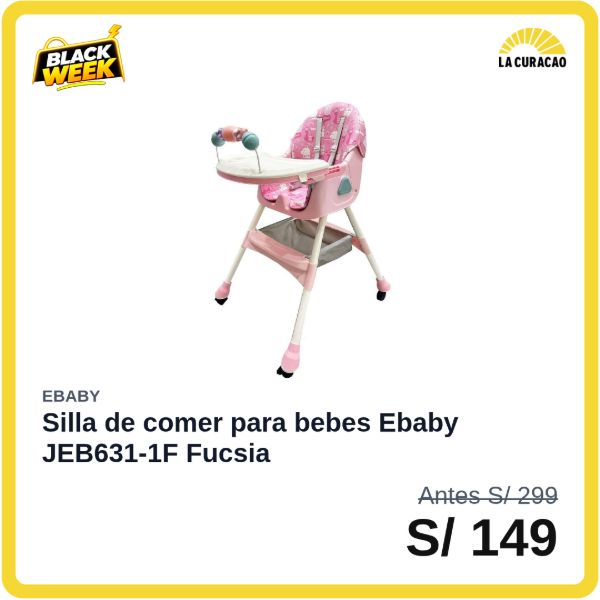 BLACK
WEEK
LA CURACAO
EBABY
Silla de comer para bebes Ebaby
JEB631-1F Fucsia
Antes S/ 299
S/ 149